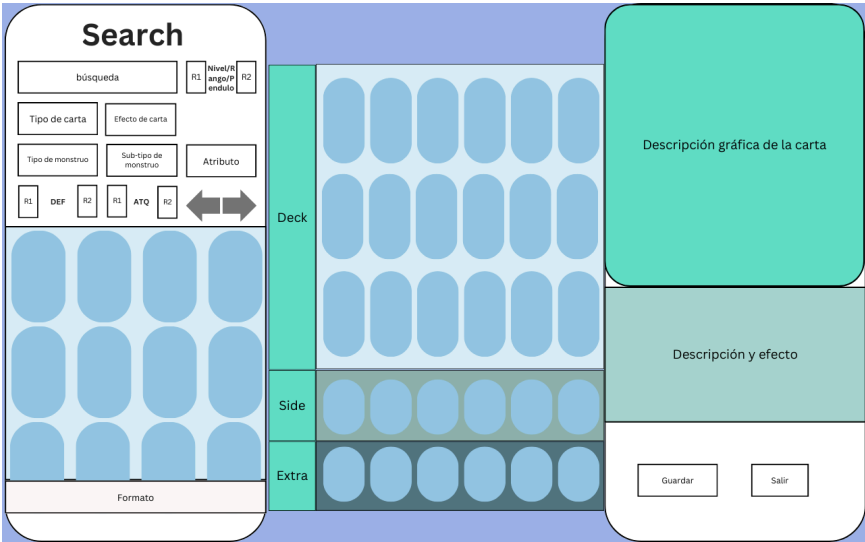 Search
búsqueda
R1
Nivel/R
ango/P
endulo
R2
Tipo de carta
Efecto de carta
Tipo de monstruo
Sub-tipo de
monstruo
Atributo
R1
DEF
R2
R1
ATQ
R2
Formato
Deck
Side
Extra
Descripción gráfica de la carta
Descripción y efecto
Guardar
Salir